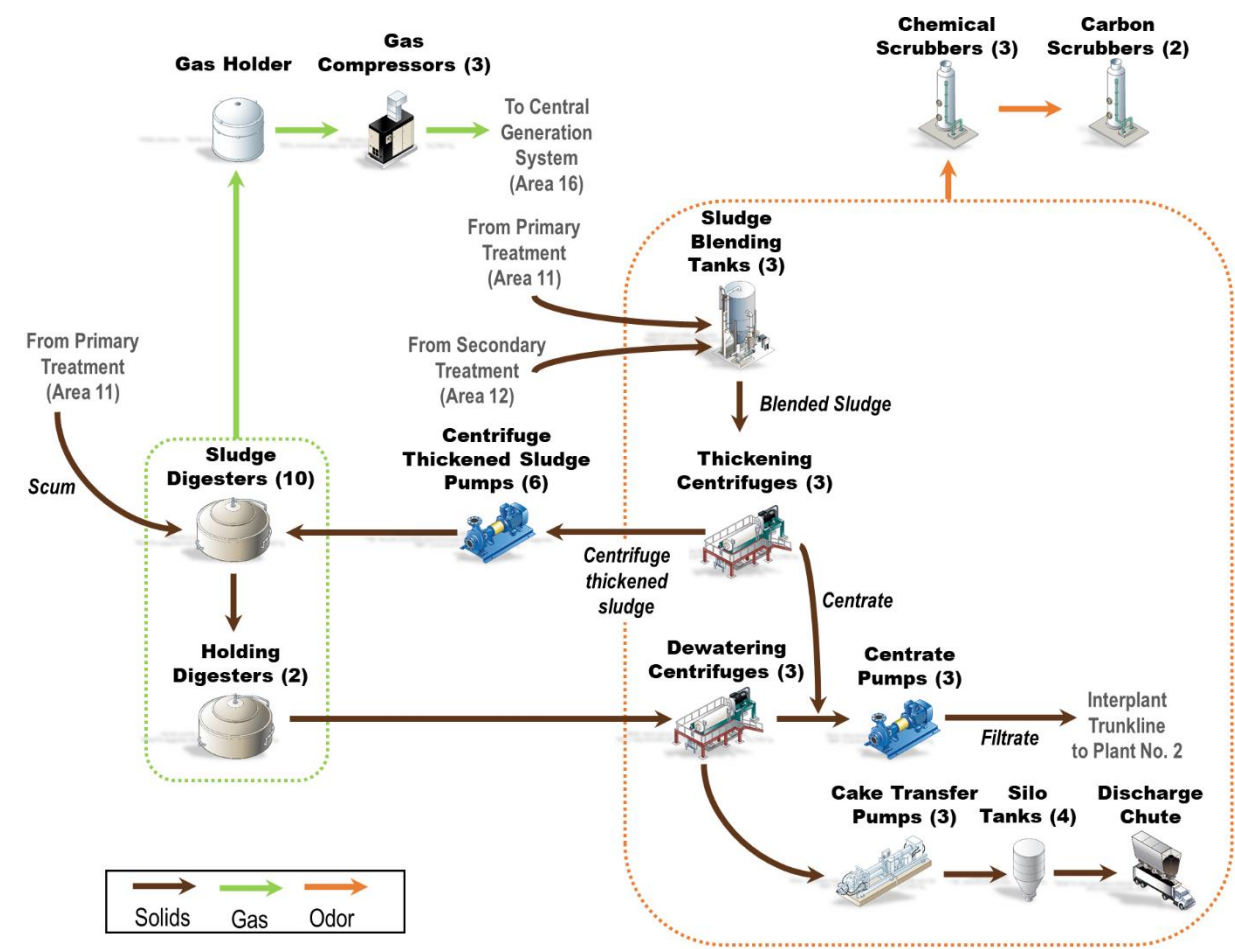 Gas Holder
Gas
Compressors (3)
Chemical
Scrubbers (3)
Carbon
Scrubbers (2)
To Central
Generation
System
(Area 16)
From Primary
Treatment
(Area 11)
Sludge
Blending
Tanks (3)
From Primary
Treatment
(Area 11)
From Secondary
Treatment
(Area 12)
Blended Sludge
Scum
Sludge
Digesters (10)
Centrifuge
Thickened Sludge
Pumps (6)
Thickening
Centrifuges (3)
Centrifuge
thickened
sludge
Centrate
Holding
Digesters (2)
Dewatering
Centrifuges (3)
Centrate
Pumps (3)
Filtrate
Interplant
Trunkline
to Plant No. 2
Cake Transfer
Pumps (3)
Silo
Tanks (4)
Discharge
Chute
Solids
Gas
Odor